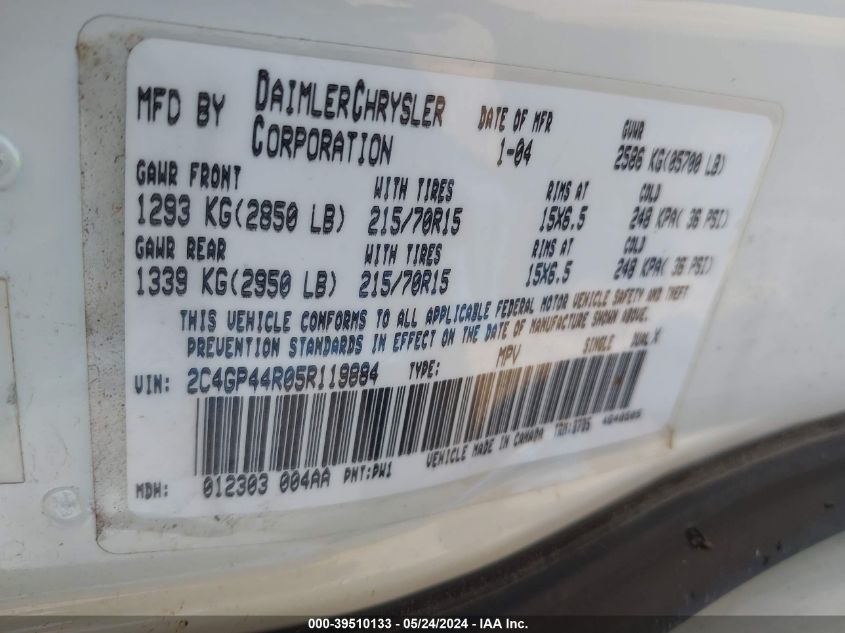 MFD BY DAIMLERCHRYSLER CORPORATION DATE OF MFR 1-04 GVWR 2586 KG(05700 LB)
GAWR FRONT WITH TIRES RIMS AT COLD
1293 KG(2850 LB) 215/70R15 15X6.5 248 KPA( 36 PSI)
GAWR REAR WITH TIRES RIMS AT COLD
1339 KG(2950 LB) 215/70R15 15X6.5 248 KPA( 36 PSI)
THIS VEHICLE CONFORMS TO ALL APPLICABLE FEDERAL MOTOR VEHICLE SAFETY AND THEFT
PREVENTION STANDARDS IN EFFECT ON THE DATE OF MANUFACTURE SHOWN ABOVE.
VIN: 2C4GP44R05R119884 TYPE: MPV SINGLE DUAL X
VEHICLE MADE IN CANADA
MDH: 012303 004AA PNT:PW1
000-39510133 - 05/24/2024 - IAAI.com.